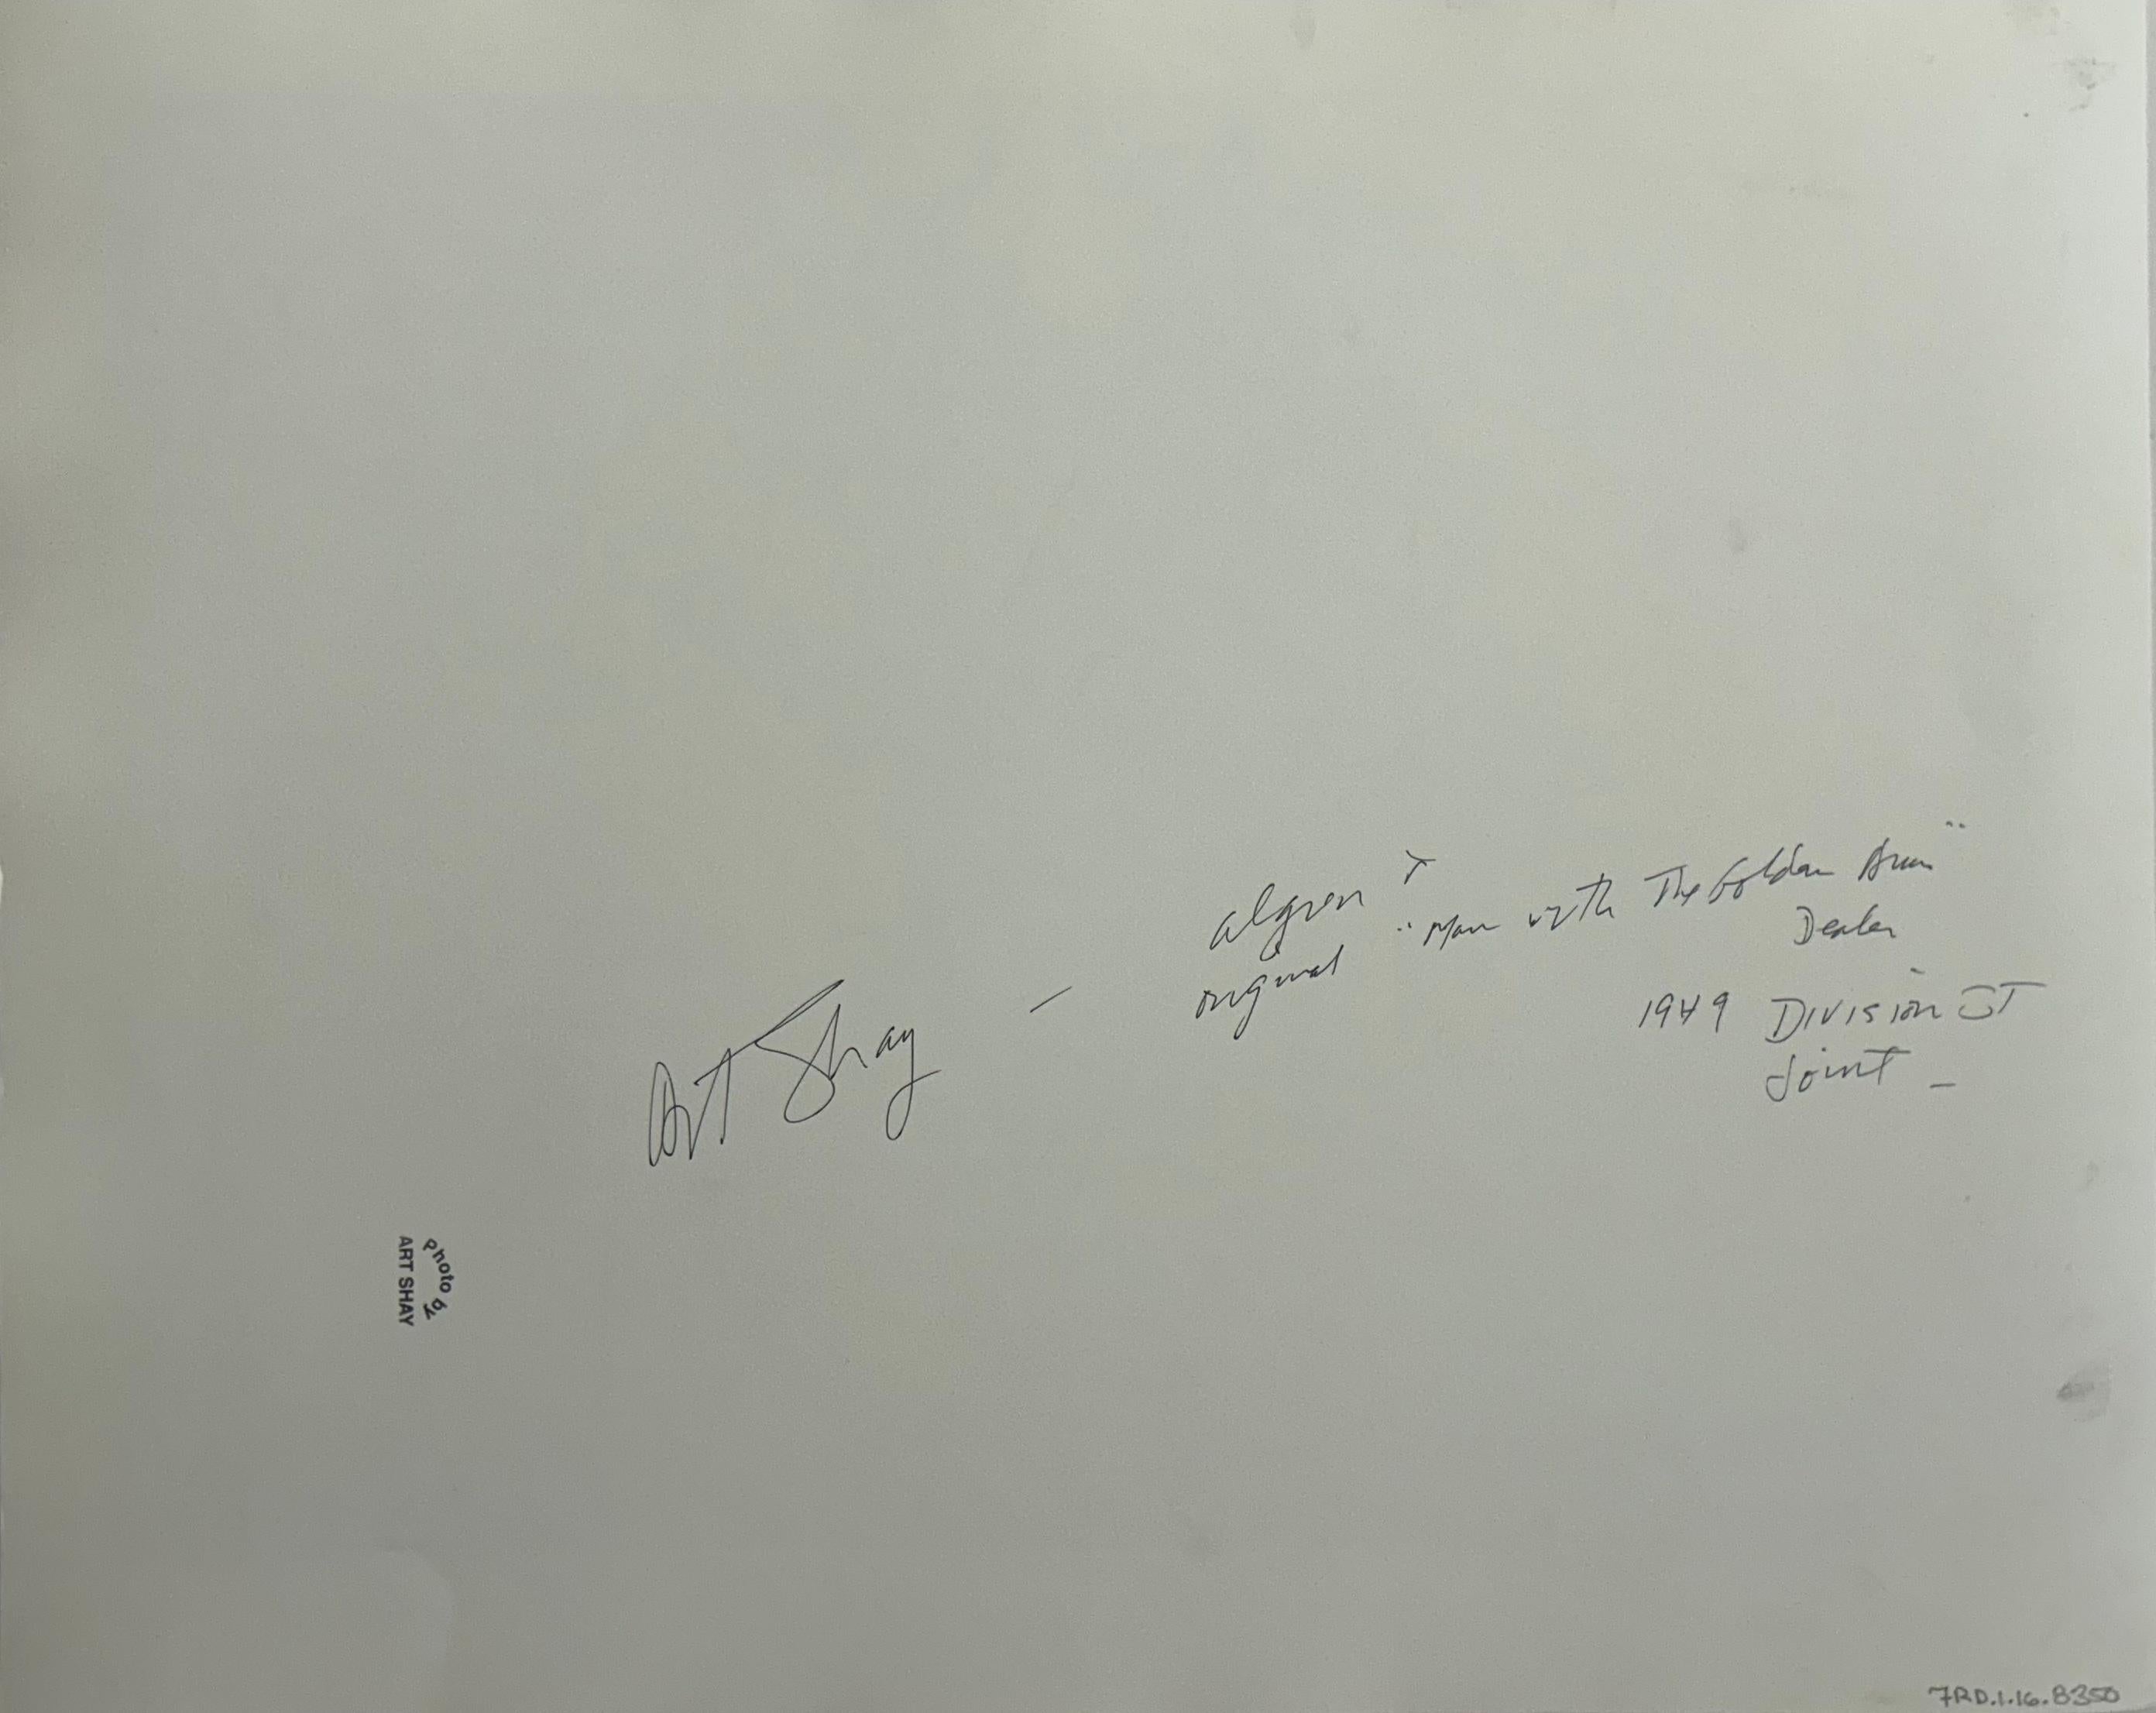 Algren +
original "Man with The Golden Arm"
Dealer
1949 Division ST
Joint -
Art Shay -
Photo by
ART SHAY
7RD.1.16.8350